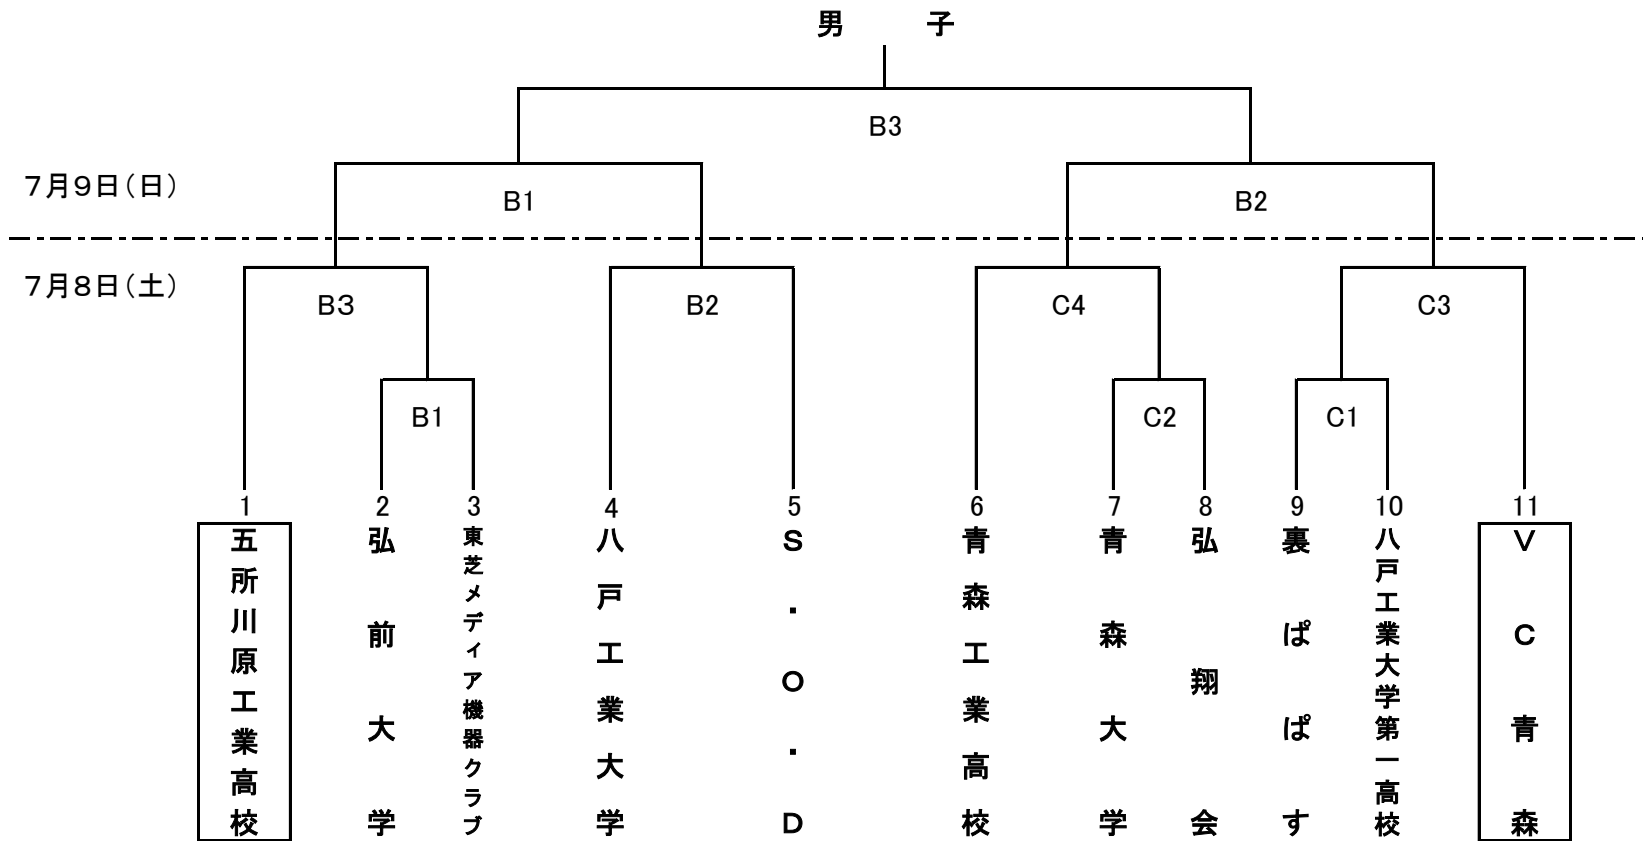 男 子
B3
7月9日(日)
B1
B2
7月8日(土)
B3
B2
C4
C3
B1
C2
C1
1
2
3
4
5
6
7
8
9
10
11
五所川原工業高校
弘前大学
東芝メディア機器クラブ
八戸工業大学
S・O・D
青森工業高校
青森大学
弘翔会
裏ぱぱす
八戸工業大学第一高校
VC青森